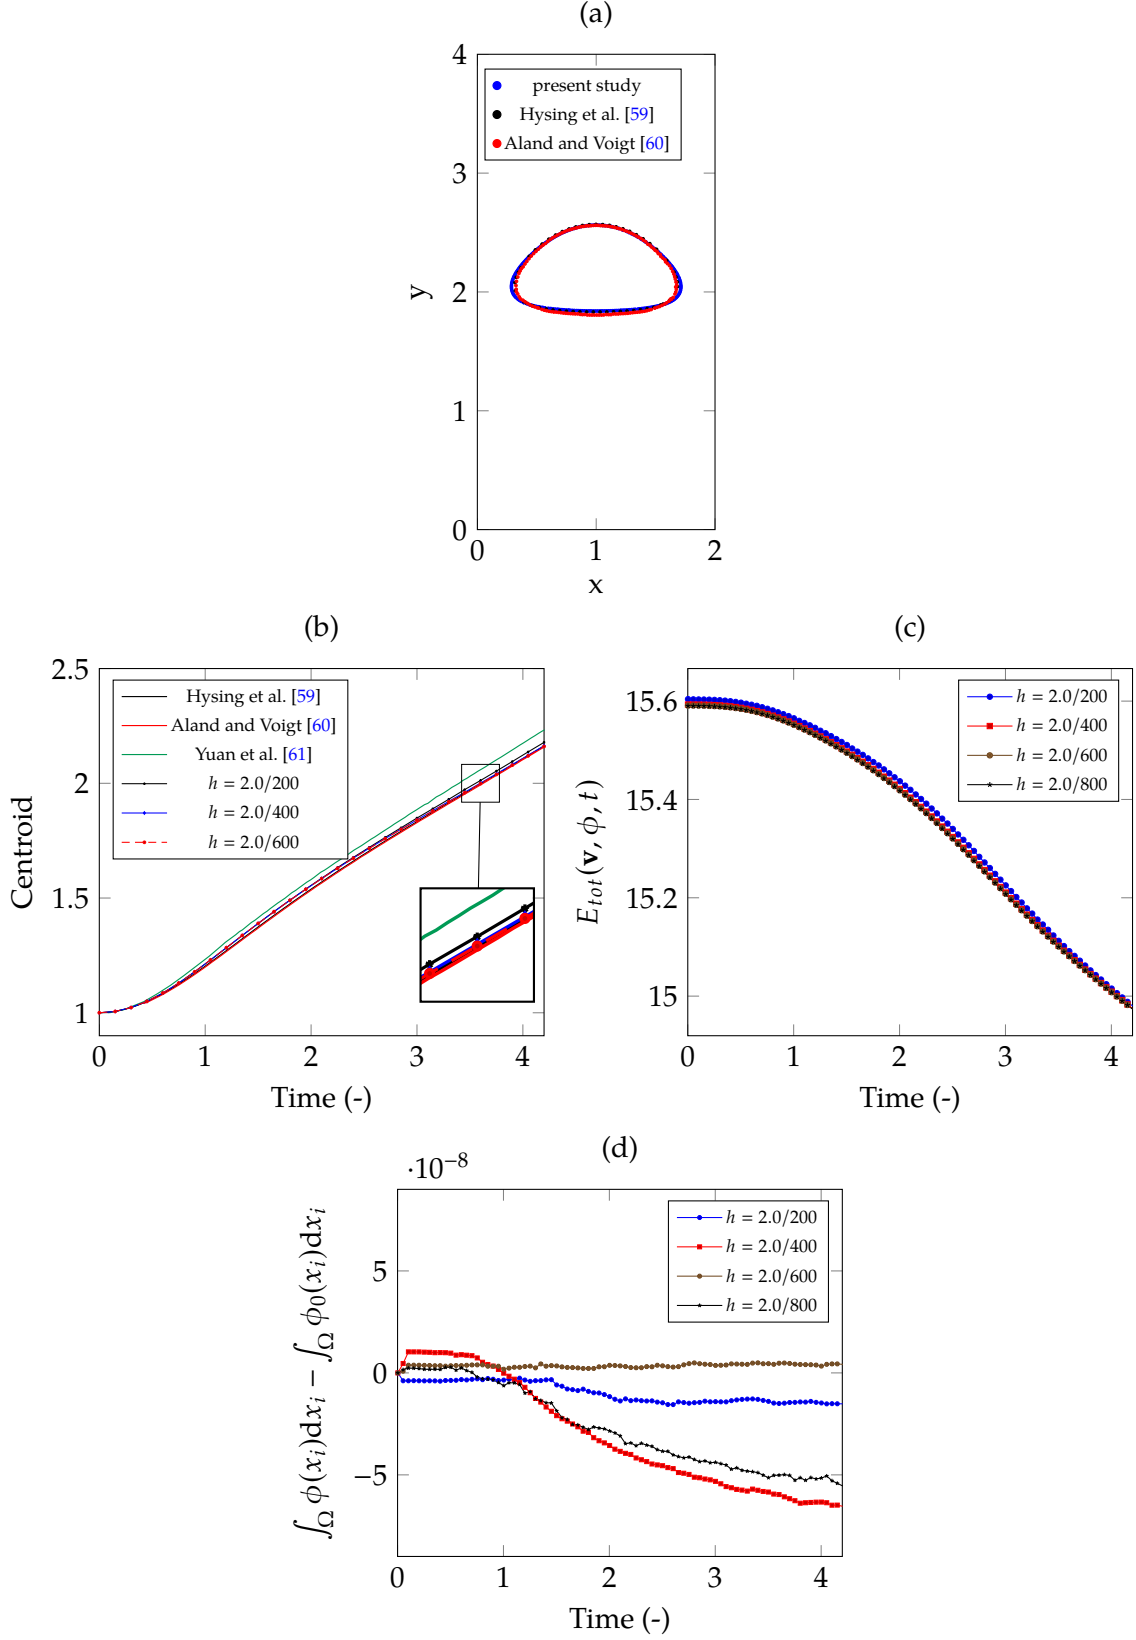 (a)
4
3
2
1
0
y
present study
Hysing et al. [59]
Aland and Voigt [60]
0 1 2
x
(b)
2.5
2
1.5
1
Centroid
Hysing et al. [59]
Aland and Voigt [60]
Yuan et al. [61]
h = 2.0/200
h = 2.0/400
h = 2.0/600
0 1 2 3 4
Time (-)
(c)
15.6
15.4
15.2
15
E_{tot}(v, ϕ, t)
h = 2.0/200
h = 2.0/400
h = 2.0/600
h = 2.0/800
0 1 2 3 4
Time (-)
(d)
·10⁻⁸
5
0
−5
∫_Ω ϕ(x_i)dx_i − ∫_Ω ϕ_0(x_i)dx_i
h = 2.0/200
h = 2.0/400
h = 2.0/600
h = 2.0/800
0 1 2 3 4
Time (-)